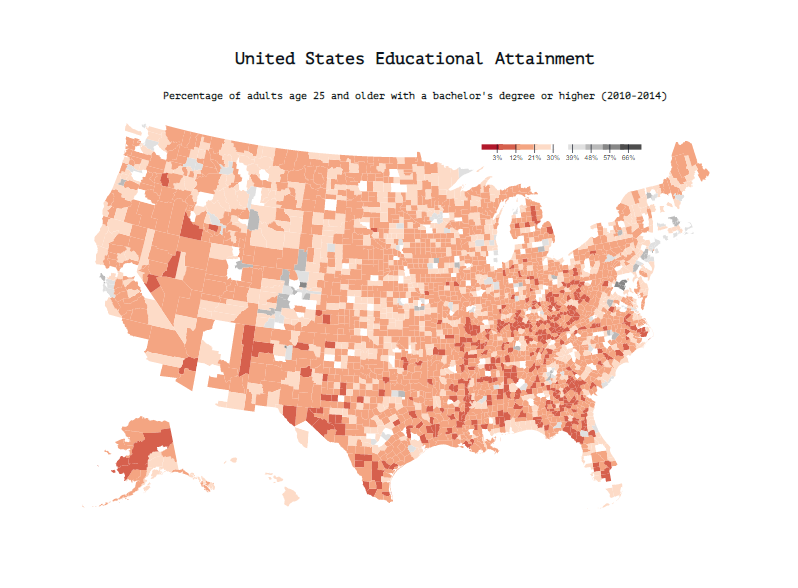 United States Educational Attainment
Percentage of adults age 25 and older with a bachelor's degree or higher (2010-2014)
3% 12% 21% 30% 39% 48% 57% 66%